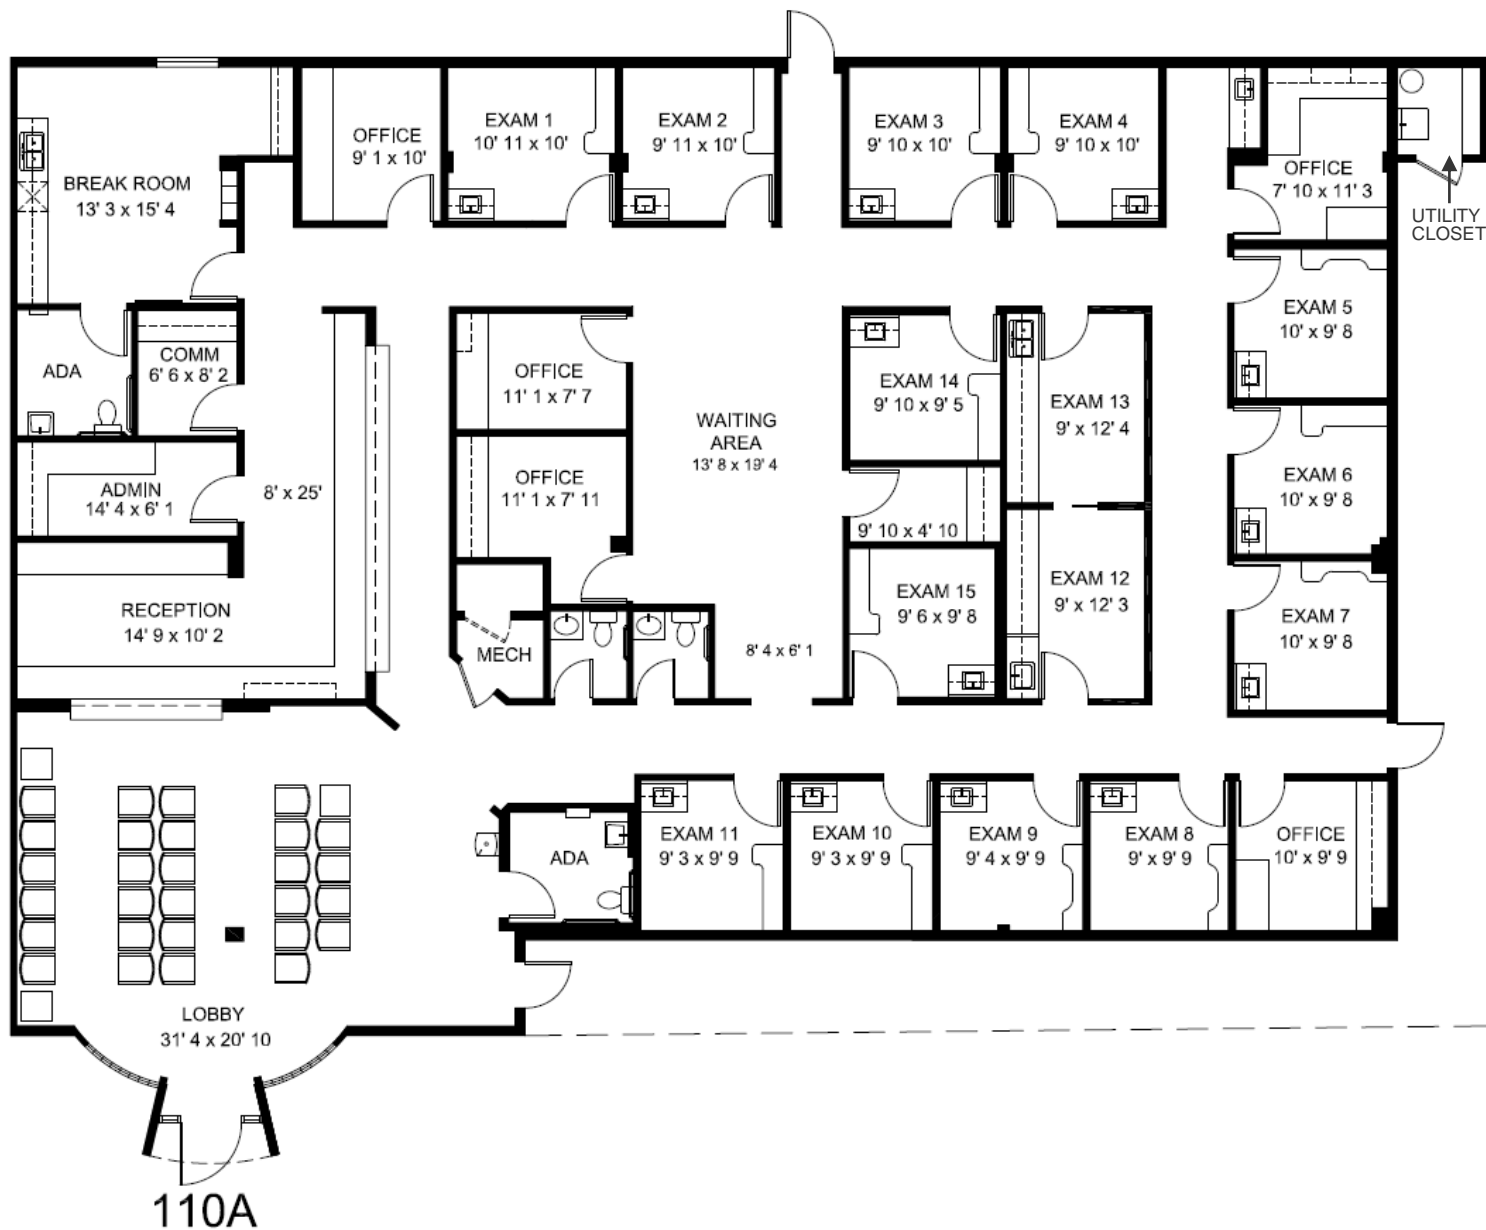 EXAM 1
10' 11 x 10'
EXAM 2
9' 11 x 10'
EXAM 3
9' 10 x 10'
EXAM 4
9' 10 x 10'
OFFICE
9' 1 x 10'
BREAK ROOM
13' 3 x 15' 4
OFFICE
7' 10 x 11' 3
UTILITY
CLOSET
EXAM 5
10' x 9' 8
COMM
6' 6 x 8' 2
ADA
OFFICE
11' 1 x 7' 7
WAITING
AREA
13' 8 x 19' 4
EXAM 14
9' 10 x 9' 5
EXAM 13
9' x 12' 4
EXAM 6
10' x 9' 8
ADMIN
14' 4 x 6' 1
8' x 25'
OFFICE
11' 1 x 7' 11
9' 10 x 4' 10
EXAM 15
9' 6 x 9' 8
EXAM 12
9' x 12' 3
EXAM 7
10' x 9' 8
RECEPTION
14' 9 x 10' 2
MECH
8' 4 x 6' 1
ADA
EXAM 11
9' 3 x 9' 9
EXAM 10
9' 3 x 9' 9
EXAM 9
9' 4 x 9' 9
EXAM 8
9' x 9' 9
OFFICE
10' x 9' 9
LOBBY
31' 4 x 20' 10
110A